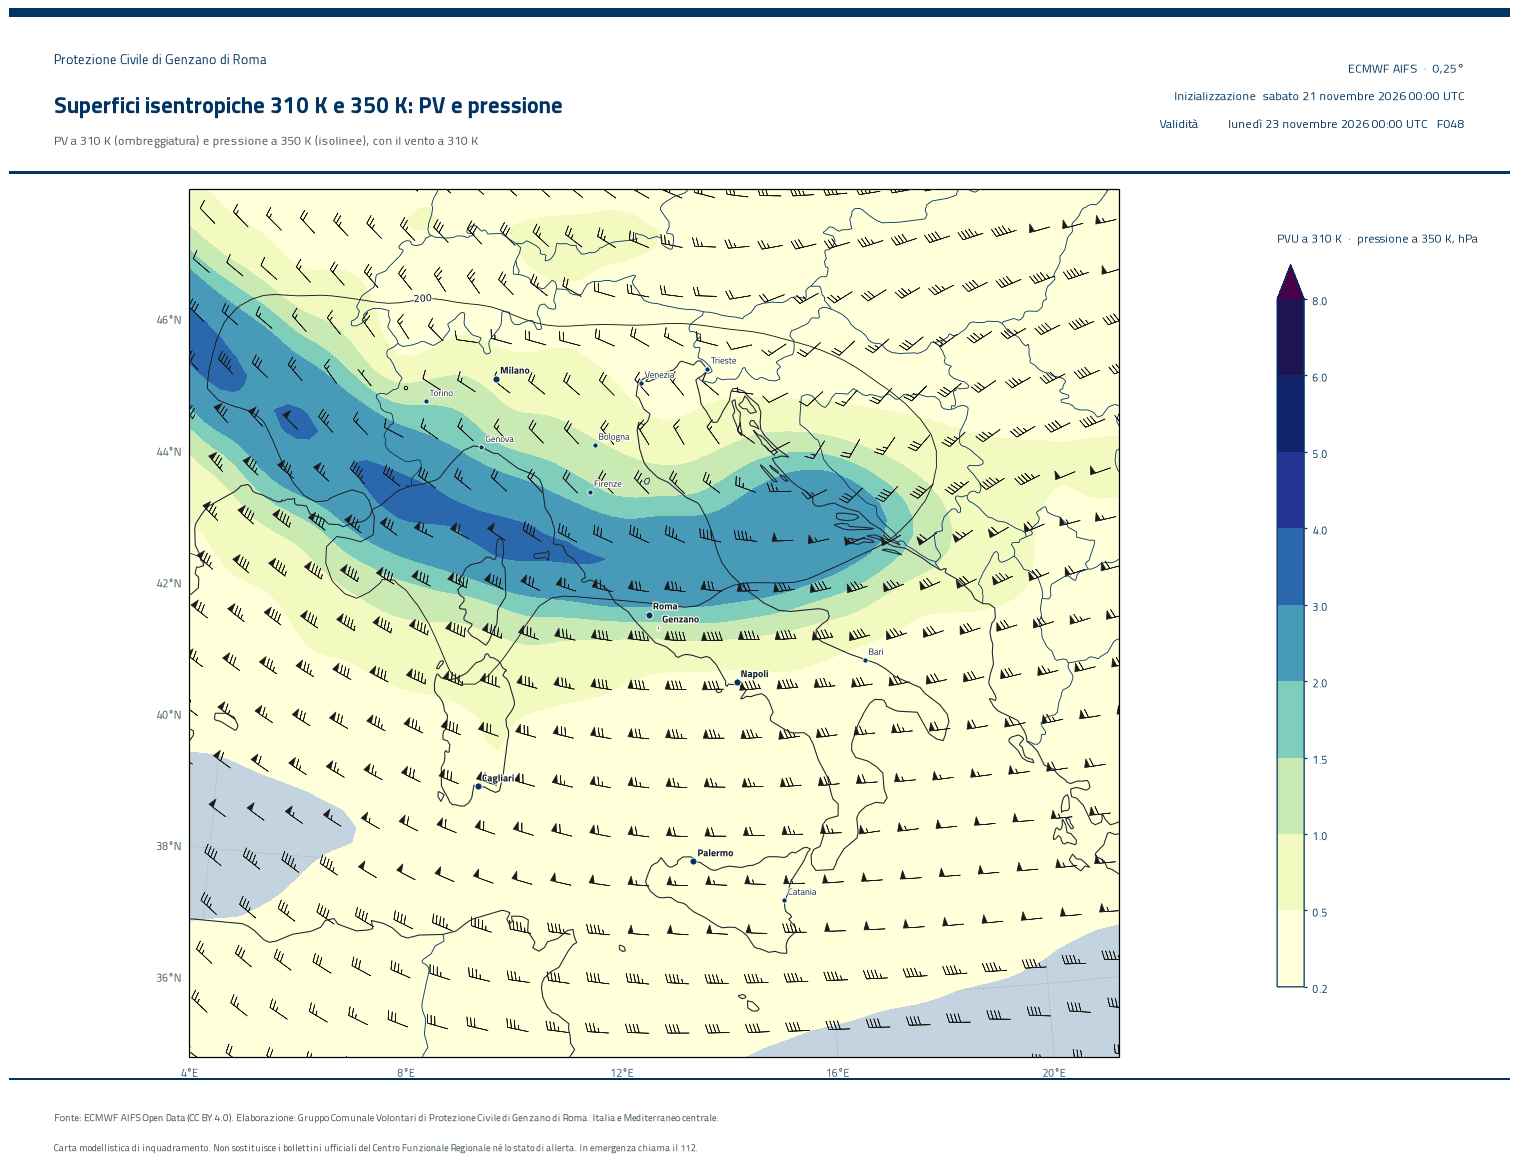 Protezione Civile di Genzano di Roma
Superfici isentropiche 310 K e 350 K: PV e pressione
PV a 310 K (ombreggiatura) e pressione a 350 K (isolinee), con il vento a 310 K
ECMWF AIFS · 0,25°
Inizializzazione sabato 21 novembre 2026 00:00 UTC
Validità lunedì 23 novembre 2026 00:00 UTC F048
PVU a 310 K · pressione a 350 K, hPa
8.0
6.0
5.0
4.0
3.0
2.0
1.5
1.0
0.5
0.2
46°N
44°N
42°N
40°N
38°N
36°N
4°E
8°E
12°E
16°E
20°E
200
Milano
Torino
Venezia
Trieste
Genova
Bologna
Firenze
Roma
Genzano
Napoli
Bari
Cagliari
Palermo
Catania
Fonte: ECMWF AIFS Open Data (CC BY 4.0). Elaborazione: Gruppo Comunale Volontari di Protezione Civile di Genzano di Roma. Italia e Mediterraneo centrale.
Carta modellistica di inquadramento. Non sostituisce i bollettini ufficiali del Centro Funzionale Regionale né lo stato di allerta. In emergenza chiama il 112.